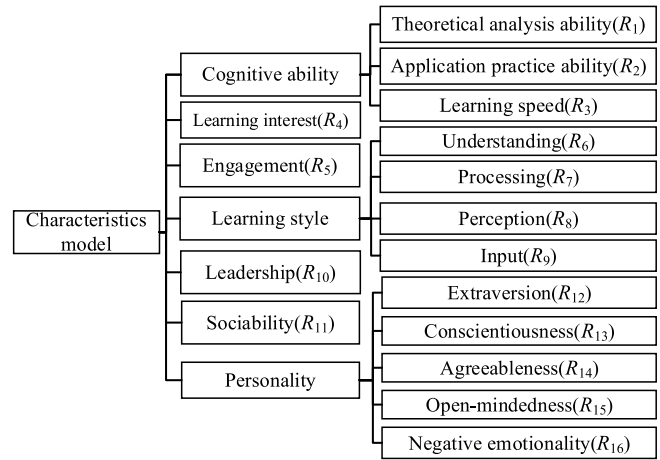 Characteristics
model
Cognitive ability
Theoretical analysis ability(R₁)
Application practice ability(R₂)
Learning speed(R₃)
Learning interest(R₄)
Engagement(R₅)
Learning style
Understanding(R₆)
Processing(R₇)
Perception(R₈)
Input(R₉)
Leadership(R₁₀)
Sociability(R₁₁)
Personality
Extraversion(R₁₂)
Conscientiousness(R₁₃)
Agreeableness(R₁₄)
Open-mindedness(R₁₅)
Negative emotionality(R₁₆)